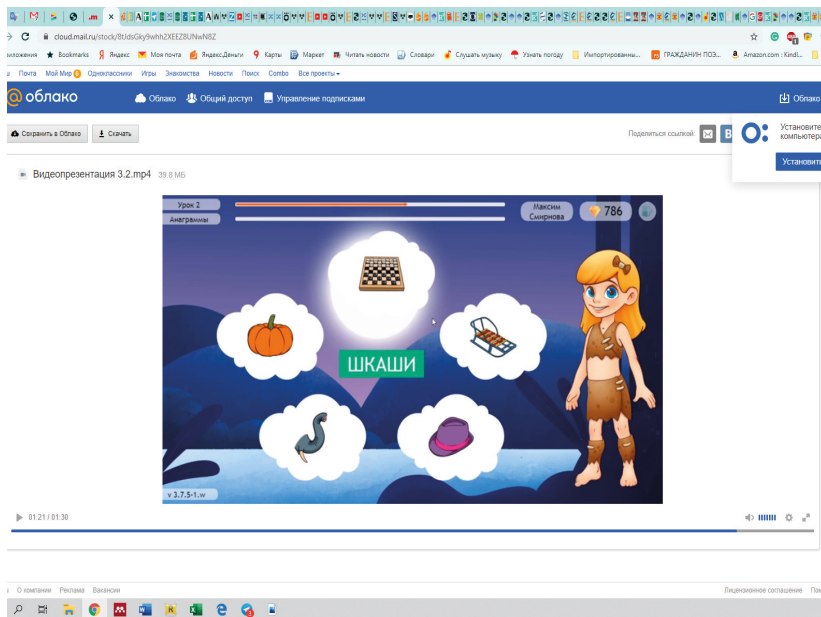 cloud.mail.ru/stock/8tJdsGky9whh2XEEZ8UNwN8Z
Bookmarks Яндекс Моя почта Яндекс.Деньги Карты Маркет Читать новости Словари Слушать музыку Узнать погоду Импортированны... ГРАЖДАНИН ПОЭ... Amazon.com : Kindl...
Почта Мой Мир Одноклассники Игры Знакомства Новости Поиск Combo Все проекты
облако Облако Общий доступ Управление подписками Облако
Сохранить в Облако Скачать Поделиться ссылкой:
Установите
компьютера
Установить
Видеопрезентация 3.2.mp4 39.8 МБ
Урок 2
Анаграммы
Максим
Смирнова
786
ШКАШИ
v 3.7.5-1.w
01:21 / 01:30
О компании Реклама Вакансии Лицензионное соглашение